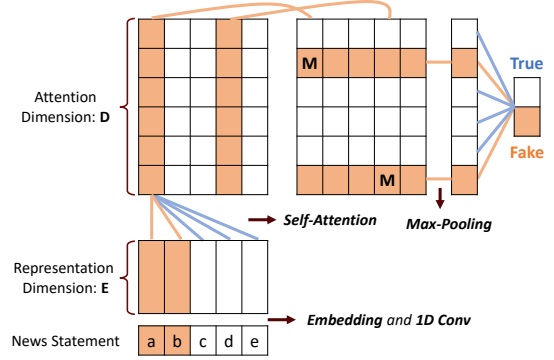 M
True
Attention
Dimension: D
Fake
M
Self-Attention
Max-Pooling
Representation
Dimension: E
Embedding and 1D Conv
News Statement a b c d e